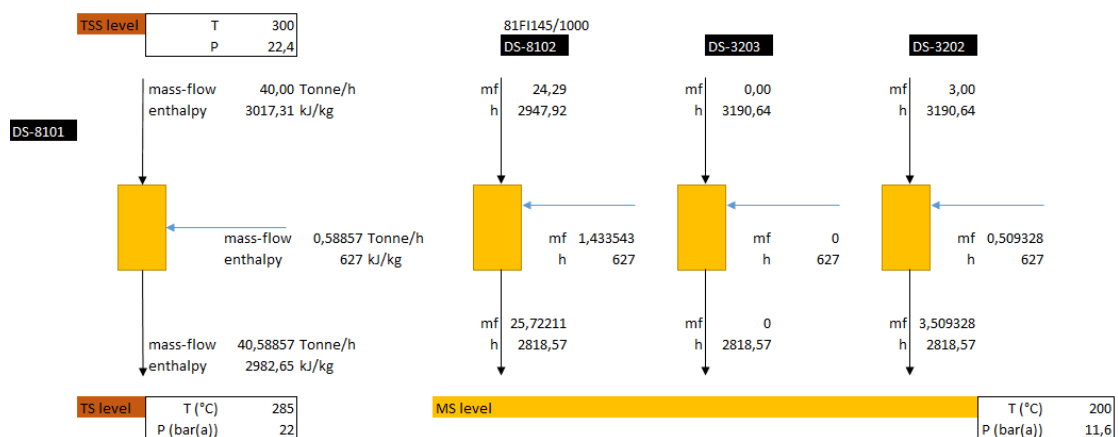 TSS level T 300 81FI145/1000
P 22,4 DS-8102 DS-3203 DS-3202
mass-flow 40,00 Tonne/h mf 24,29 mf 0,00 mf 3,00
enthalpy 3017,31 kJ/kg h 2947,92 h 3190,64 h 3190,64
DS-8101
mass-flow 0,58857 Tonne/h mf 1,433543 mf 0 mf 0,509328
enthalpy 627 kJ/kg h 627 h 627 h 627
mf 25,72211 mf 0 mf 3,509328
mass-flow 40,58857 Tonne/h h 2818,57 h 2818,57 h 2818,57
enthalpy 2982,65 kJ/kg
TS level T (°C) 285 MS level T (°C) 200
P (bar(a)) 22 P (bar(a)) 11,6